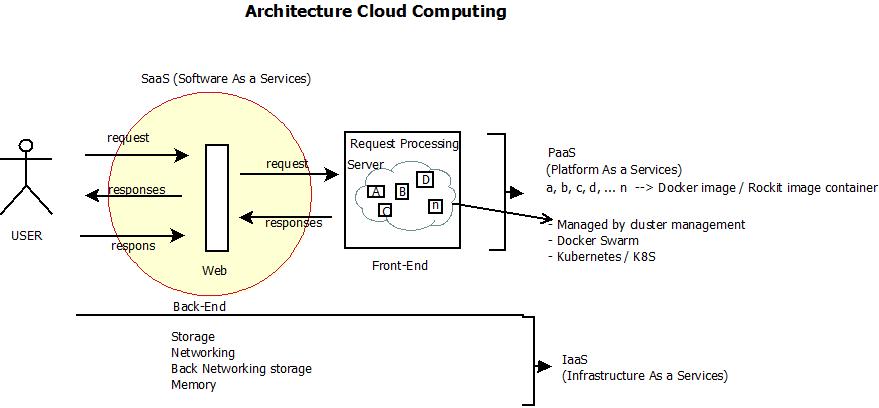 Architecture Cloud Computing
SaaS (Software As a Services)
request
responses
respons
USER
Web
Back-End
request
responses
Request Processing
Server
A
B
C
D
n
Front-End
PaaS
(Platform As a Services)
a, b, c, d, ... n --> Docker image / Rockit image container
- Managed by cluster management
- Docker Swarm
- Kubernetes / K8S
Storage
Networking
Back Networking storage
Memory
IaaS
(Infrastructure As a Services)